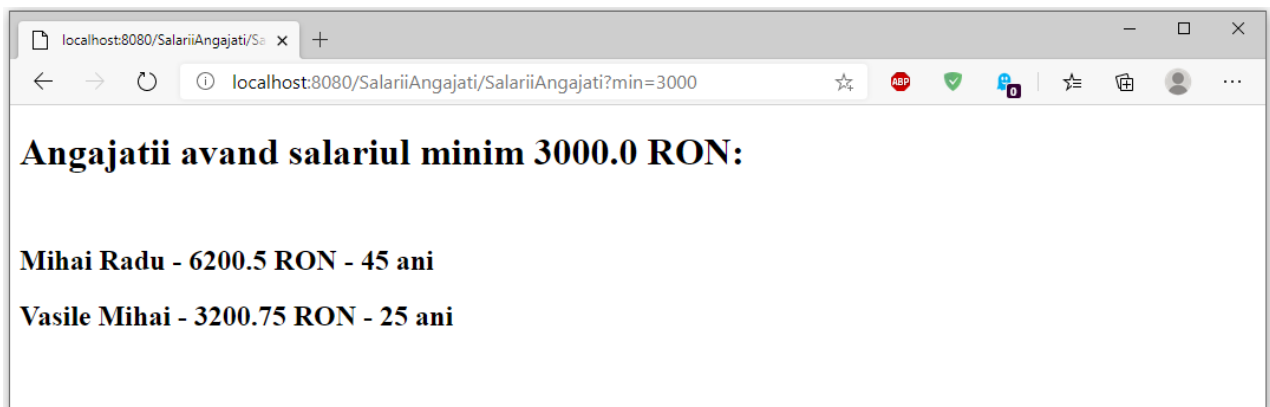 localhost:8080/SalariiAngajati/Sa
localhost:8080/SalariiAngajati/SalariiAngajati?min=3000
ABP
0
Angajatii avand salariul minim 3000.0 RON:
Mihai Radu - 6200.5 RON - 45 ani
Vasile Mihai - 3200.75 RON - 25 ani